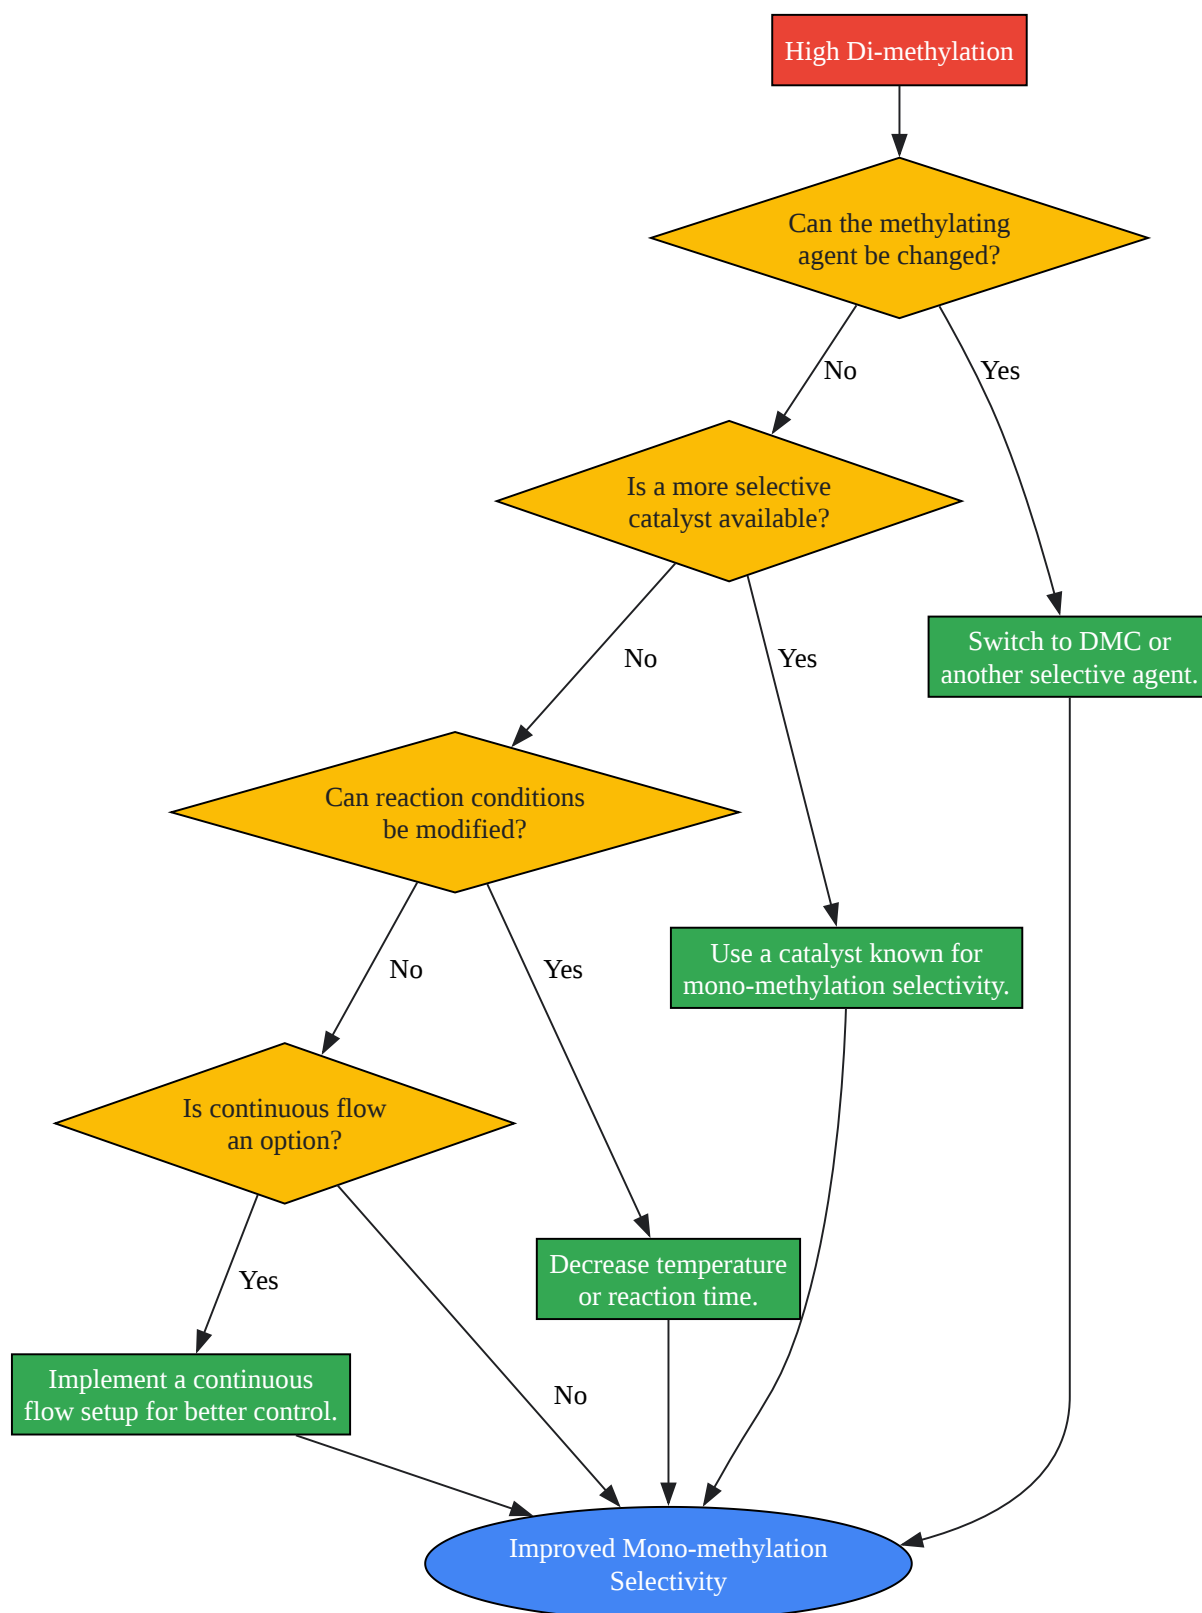 High Di-methylation
Can the methylating
agent be changed?
No
Yes
Is a more selective
catalyst available?
No
Yes
Switch to DMC or
another selective agent.
Can reaction conditions
be modified?
No
Yes
Use a catalyst known for
mono-methylation selectivity.
Is continuous flow
an option?
Yes
No
Decrease temperature
or reaction time.
Implement a continuous
flow setup for better control.
Improved Mono-methylation
Selectivity